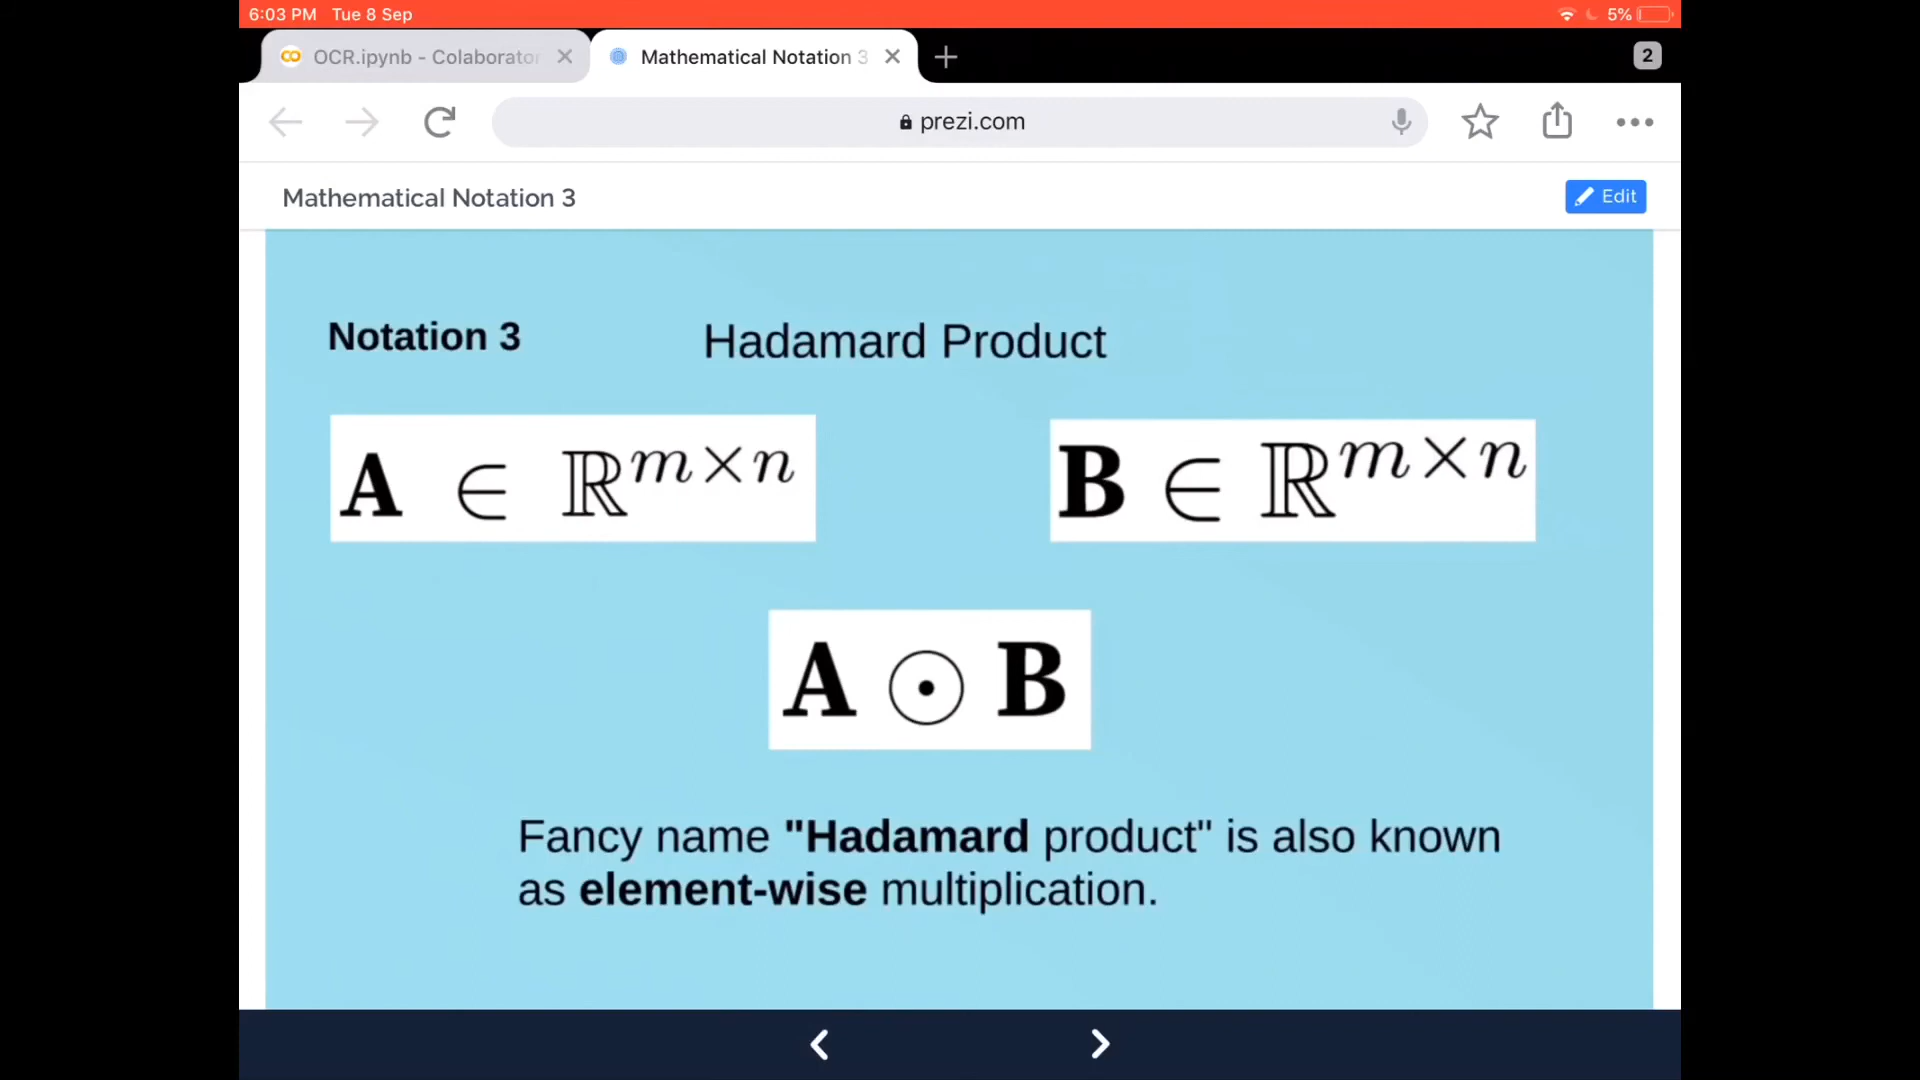 6:03 PM Tue 8 Sep 5%
OCR.ipynb - Colaborator Mathematical Notation 3 2
prezi.com
Mathematical Notation 3 Edit
Notation 3 Hadamard Product
A ∈ ℝ^{m×n} B ∈ ℝ^{m×n}
A ⊙ B
Fancy name "Hadamard product" is also known
as element-wise multiplication.